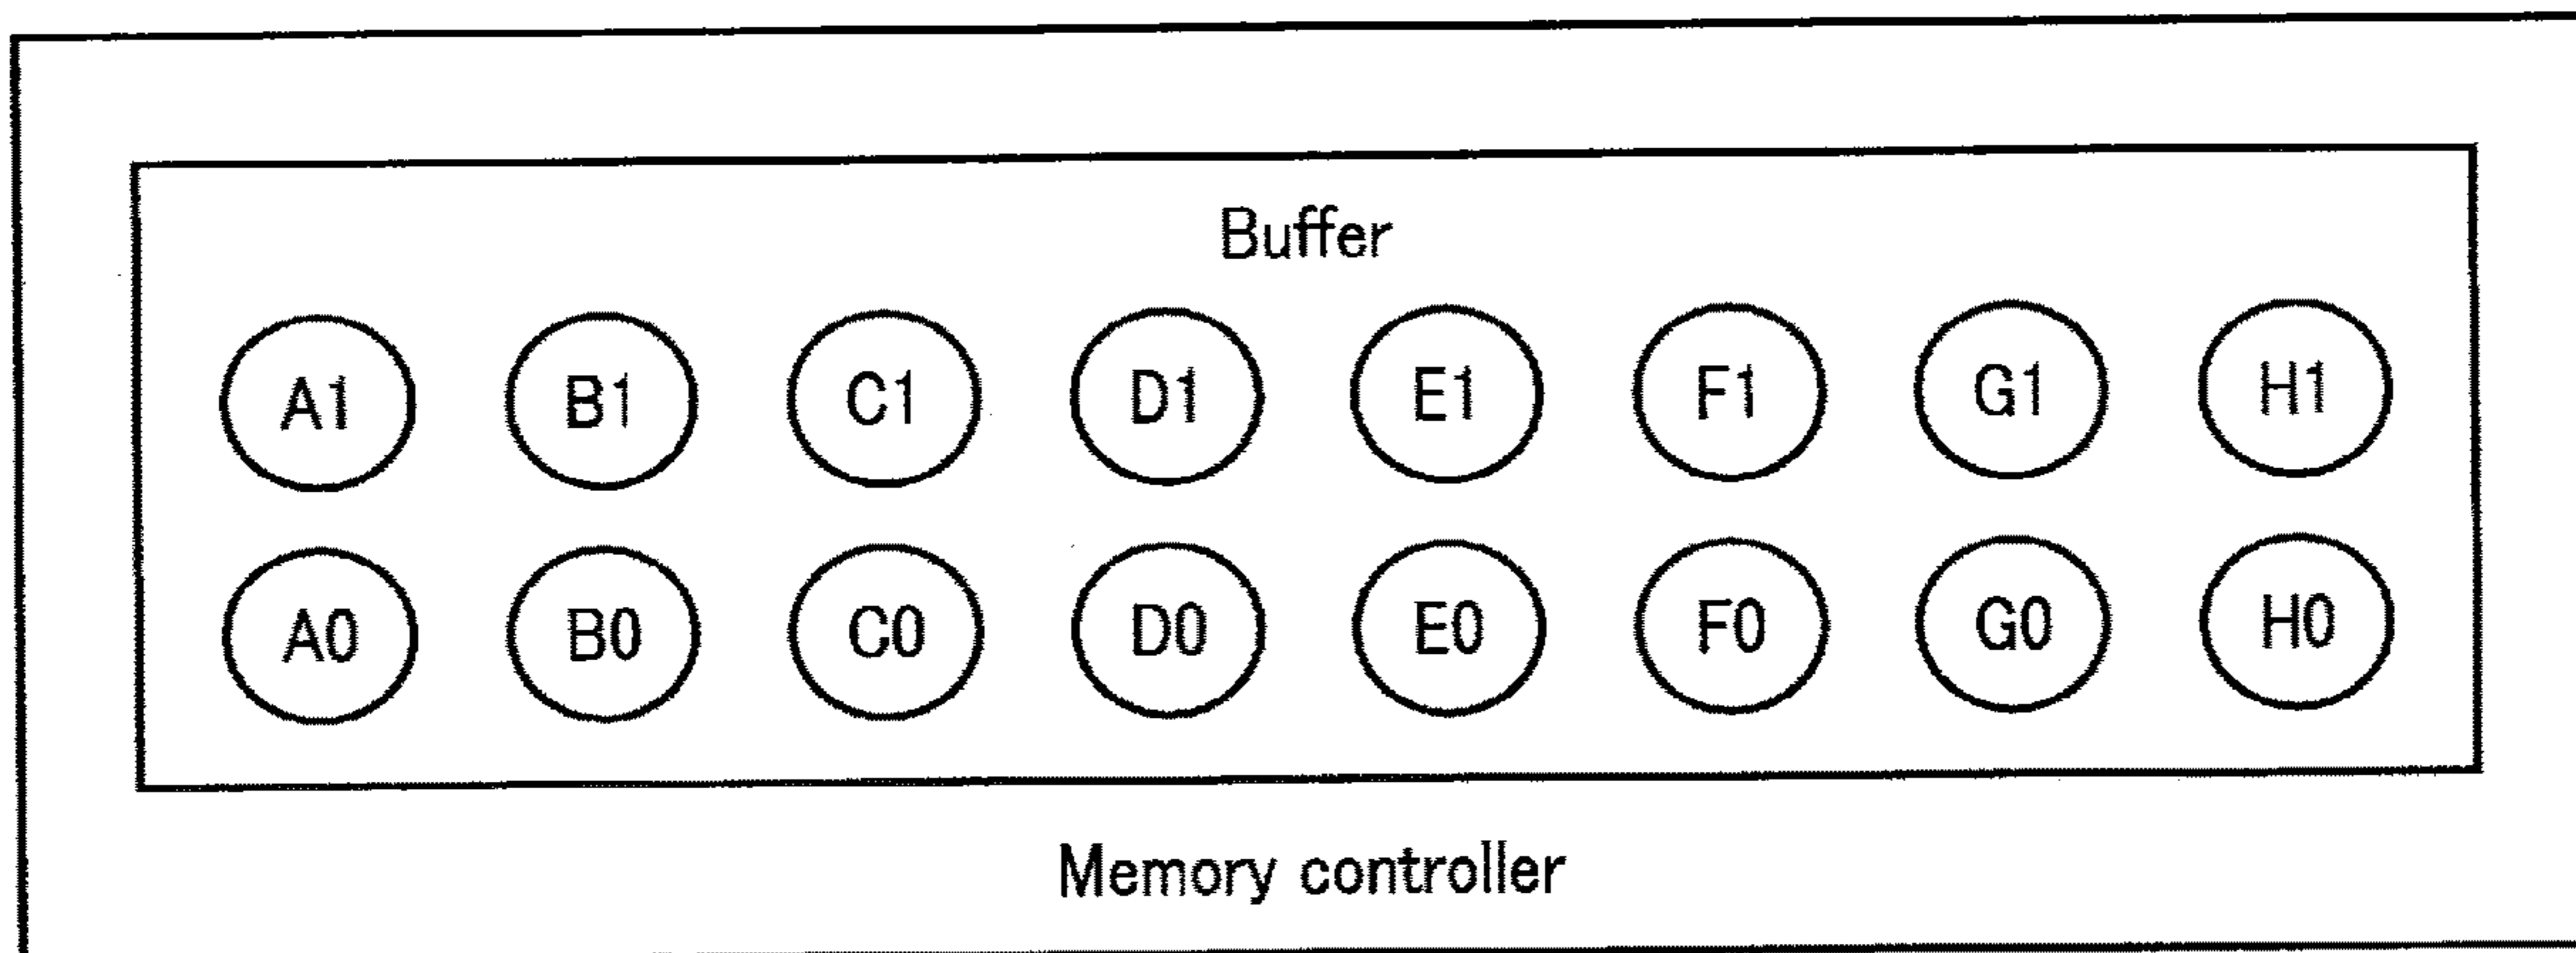 Buffer
A1 B1 C1 D1 E1 F1 G1 H1
A0 B0 C0 D0 E0 F0 G0 H0
Memory controller